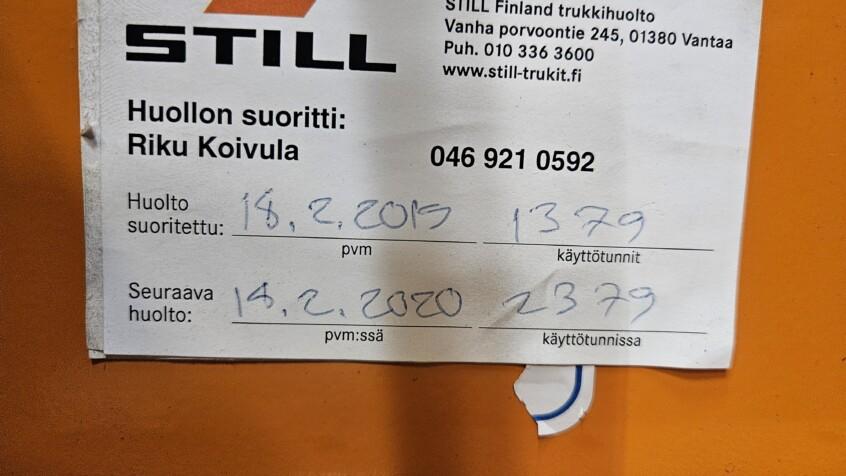 STILL Finland trukkihuolto
Vanha porvoontie 245, 01380 Vantaa
Puh. 010 336 3600
www.still-trukit.fi
STILL
Huollon suoritti:
Riku Koivula
046 921 0592
Huolto
suoritettu: 18.2.2019 1379
pvm käyttötunnit
Seuraava
huolto: 18.2.2020 2379
pvm:ssä käyttötunnissa